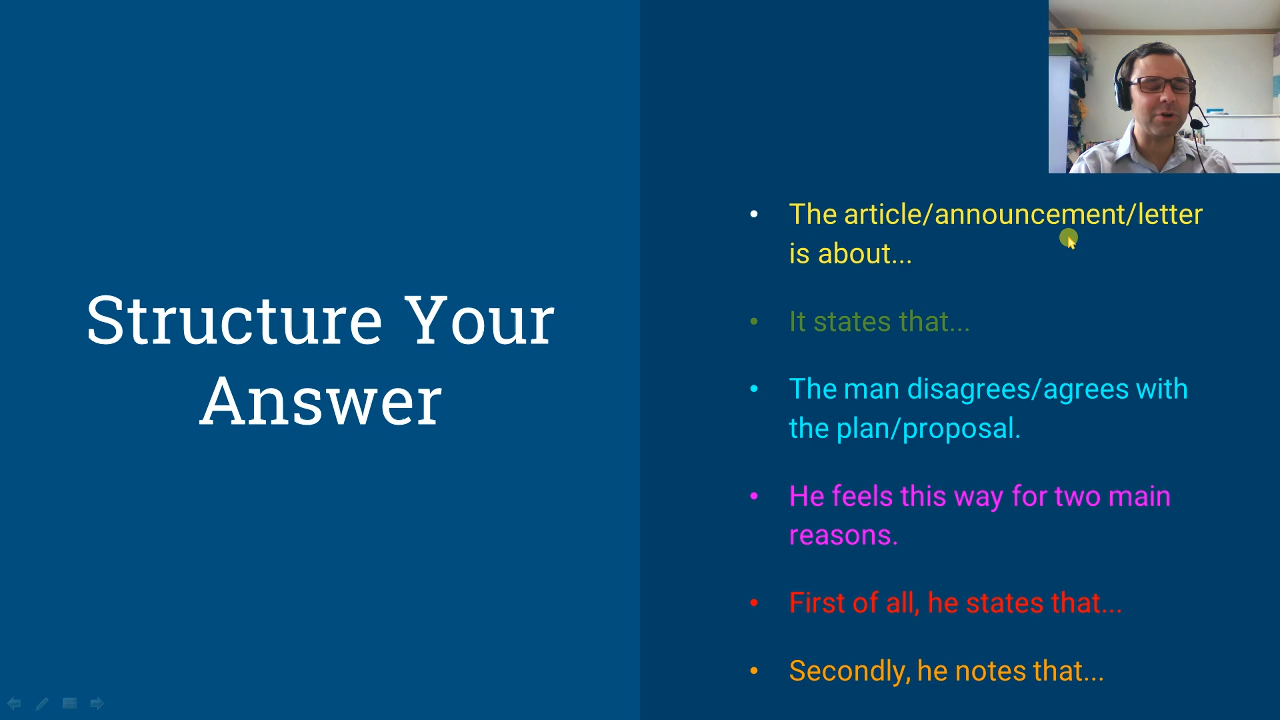 Structure Your
Answer
• The article/announcement/letter
is about...
• It states that...
• The man disagrees/agrees with
the plan/proposal.
• He feels this way for two main
reasons.
• First of all, he states that...
• Secondly, he notes that...